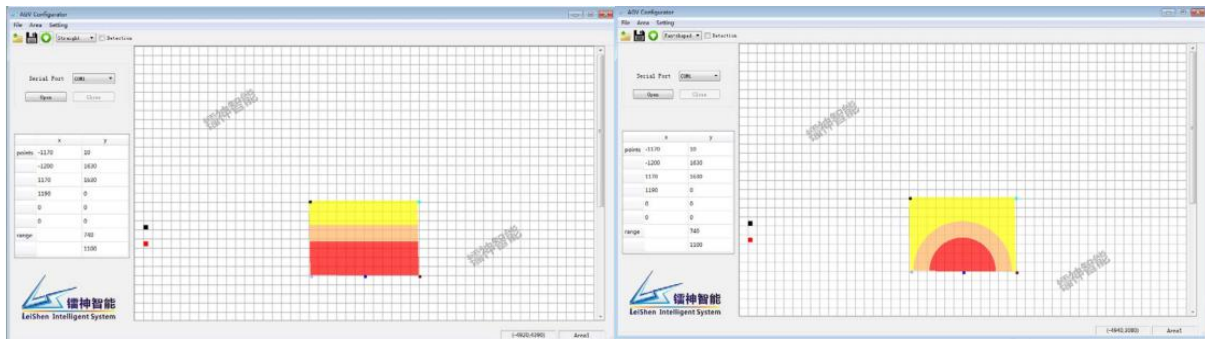 AGV Configurator
File Area Setting
Straight Detection
Serial Port COM6
Open Close
x y
points -1170 10
-1200 1630
1170 1630
1190 0
0 0
0 0
range 740
1100
镭神智能
镭神智能
镭神智能
LeiShen Intelligent System
Area1
AGV Configurator
File Area Setting
Fan-shaped Detection
Serial Port COM6
Open Close
x y
points -1170 10
-1200 1630
1170 1630
1190 0
0 0
0 0
range 740
1100
镭神智能
镭神智能
镭神智能
LeiShen Intelligent System
Area1